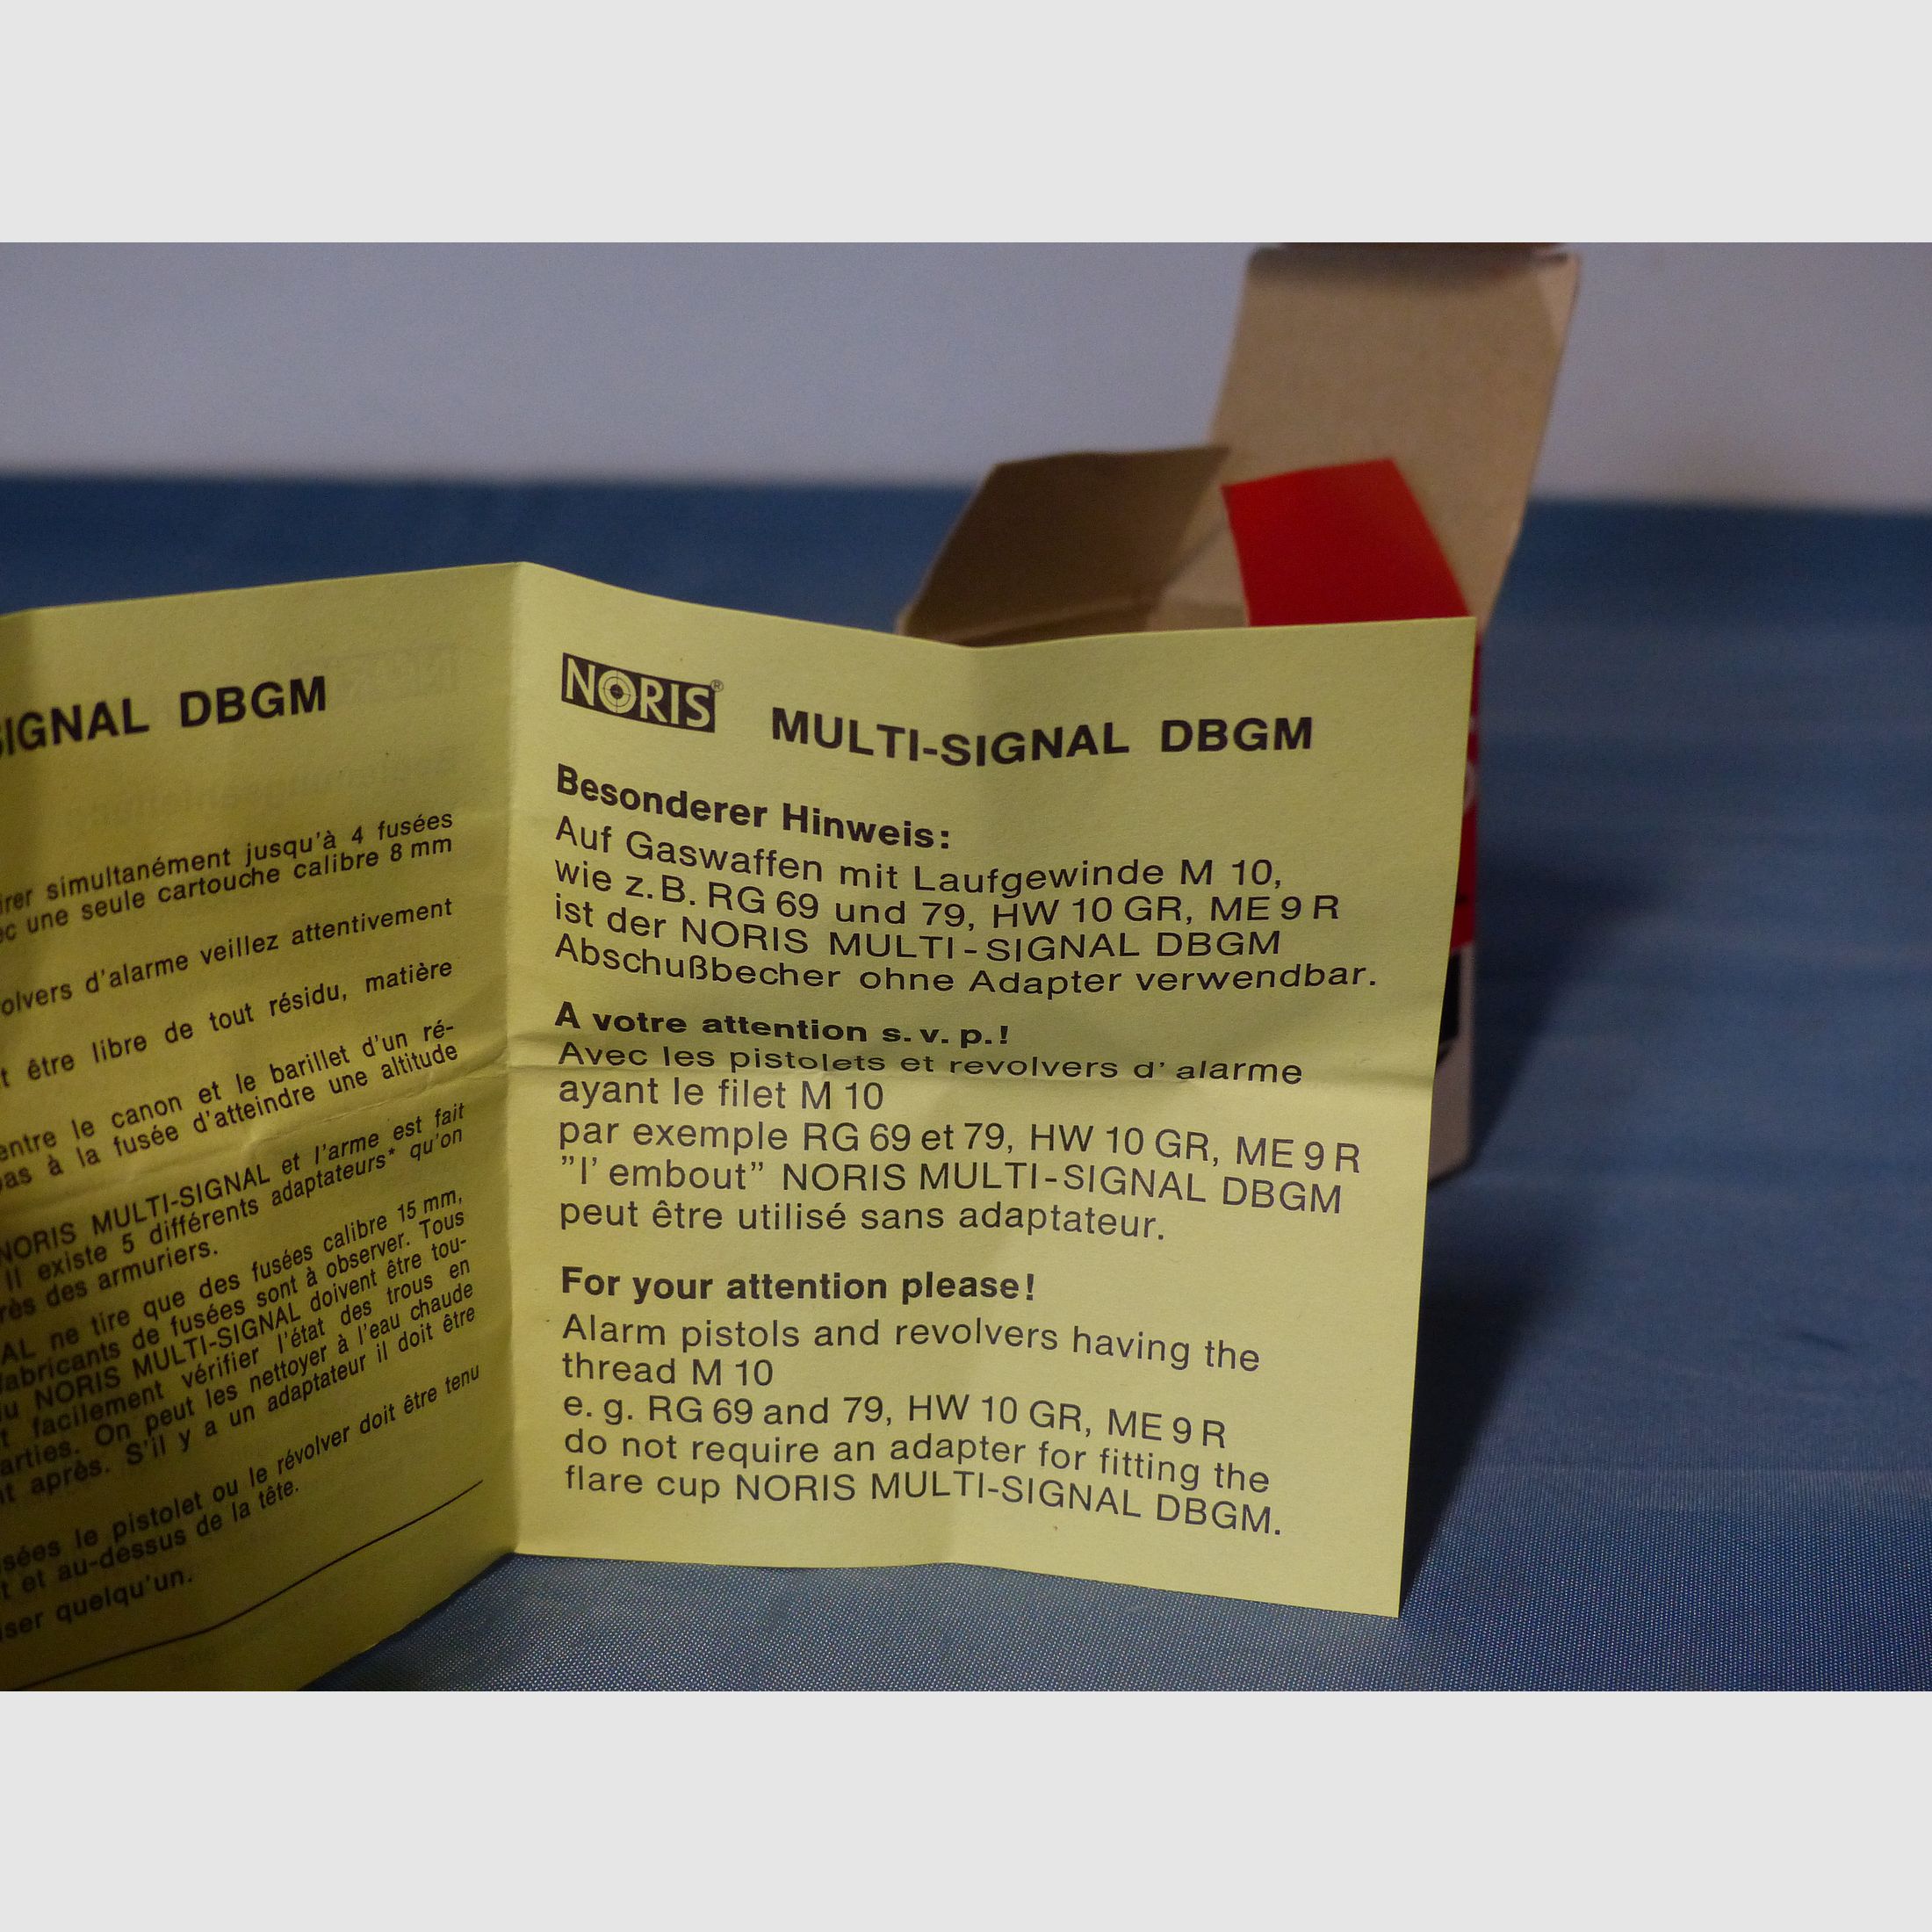 SIGNAL DBGM
simultanément jusqu'à 4 fusées
une seule cartouche calibre 8 mm
d'alarme veillez attentivement
être libre de tout résidu, matière
entre le canon et le barillet d'un ré-
pas à la fusée d'atteindre une altitude
NORIS MULTI-SIGNAL et l'arme est fait
Il existe 5 différents adaptateurs* qu'on
des armuriers.
ne tire que des fusées calibre 15 mm,
fabricants de fusées sont à observer. Tous
NORIS MULTI-SIGNAL doivent être tou-
facilement vérifier l'état des trous en
On peut les nettoyer à l'eau chaude
après. S'il y a un adaptateur il doit être
le pistolet ou le révolver doit être tenu
et au-dessus de la tête.
quelqu'un.
NORIS® MULTI-SIGNAL DBGM
Besonderer Hinweis:
Auf Gaswaffen mit Laufgewinde M 10,
wie z. B. RG 69 und 79, HW 10 GR, ME 9 R
ist der NORIS MULTI-SIGNAL DBGM
Abschußbecher ohne Adapter verwendbar.
A votre attention s. v. p.!
Avec les pistolets et revolvers d' alarme
ayant le filet M 10
par exemple RG 69 et 79, HW 10 GR, ME 9 R
"l' embout" NORIS MULTI-SIGNAL DBGM
peut être utilisé sans adaptateur.
For your attention please!
Alarm pistols and revolvers having the
thread M 10
e. g. RG 69 and 79, HW 10 GR, ME 9 R
do not require an adapter for fitting the
flare cup NORIS MULTI-SIGNAL DBGM.